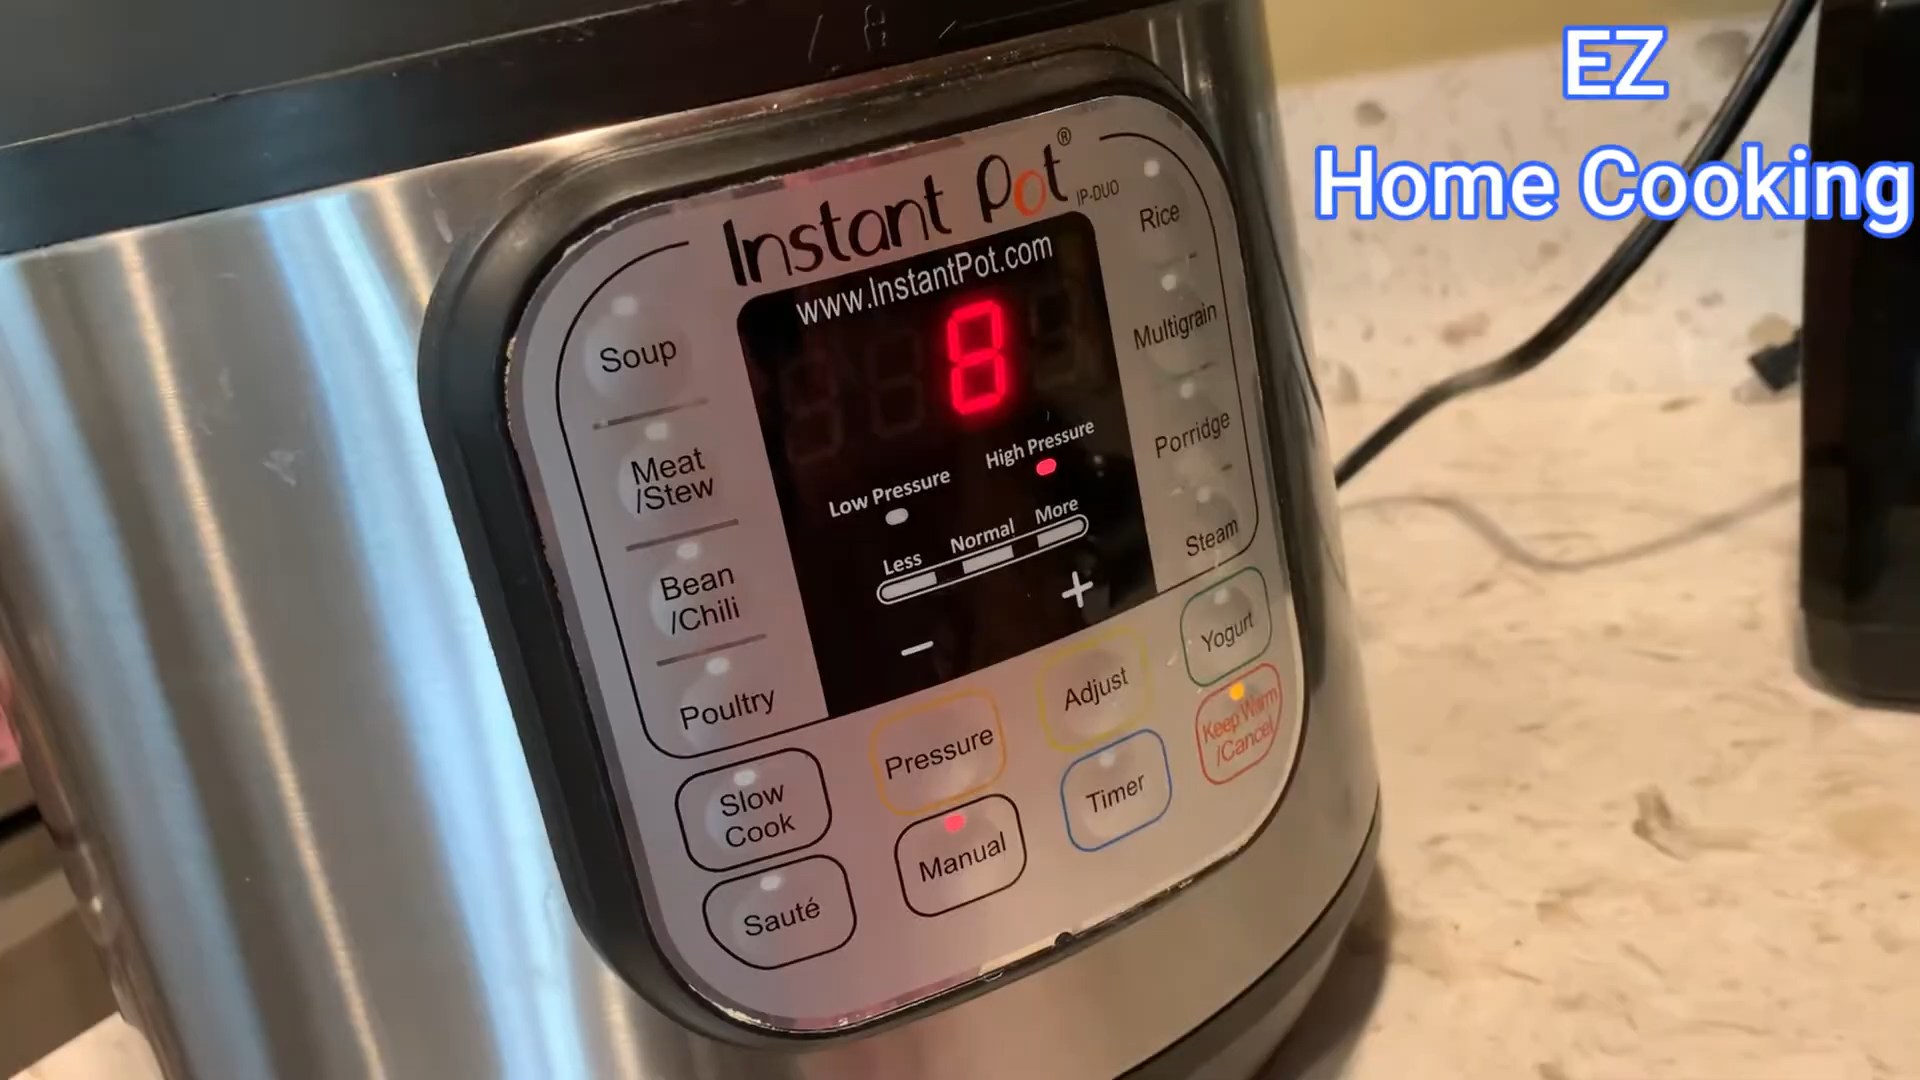 EZ
Home Cooking
Instant Pot®
IP-DUO
www.InstantPot.com
8
Low Pressure
High Pressure
Less
Normal
More
−
+
Soup
Meat
/Stew
Bean
/Chili
Poultry
Slow
Cook
Sauté
Pressure
Manual
Adjust
Timer
Rice
Multigrain
Porridge
Steam
Yogurt
Keep Warm
/Cancel